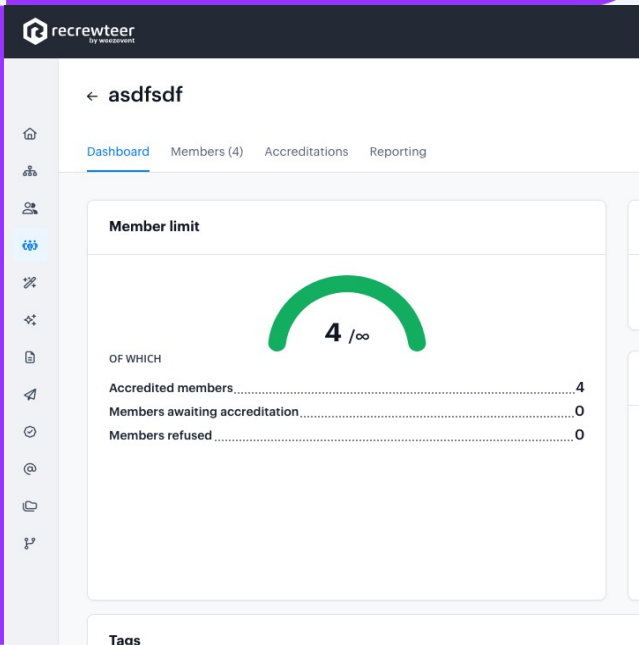 recrewteer
by weezevent
← asdfsdf
Dashboard Members (4) Accreditations Reporting
Member limit
4 /∞
OF WHICH
Accredited members 4
Members awaiting accreditation 0
Members refused 0
Tags